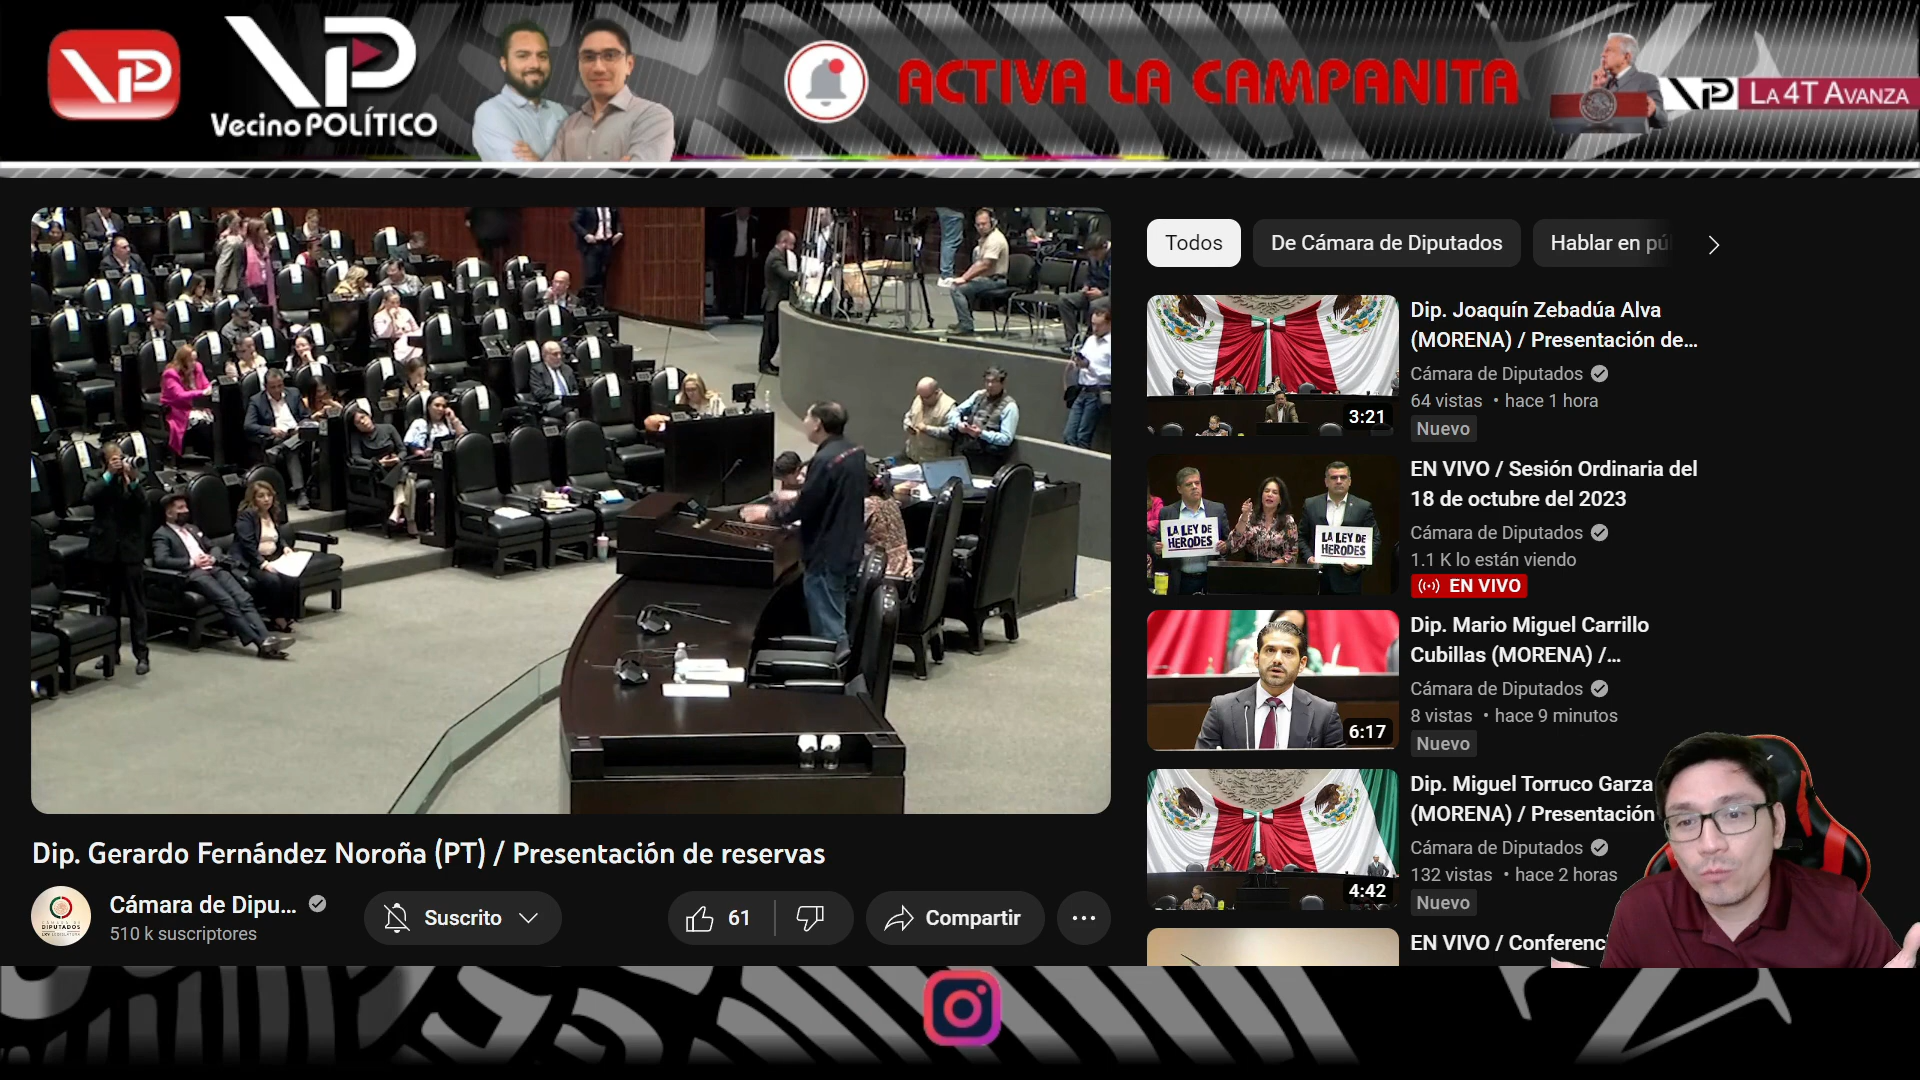 VP
VP
Vecino POLÍTICO
ACTIVA LA CAMPANITA
VP LA 4T AVANZA
Todos
De Cámara de Diputados
Hablar en púl
Dip. Joaquín Zebadúa Alva
(MORENA) / Presentación de...
Cámara de Diputados
64 vistas • hace 1 hora
Nuevo
3:21
EN VIVO / Sesión Ordinaria del
18 de octubre del 2023
Cámara de Diputados
1.1 K lo están viendo
EN VIVO
LA LEY DE
HERODES
LA LEY DE
HERODES
Dip. Mario Miguel Carrillo
Cubillas (MORENA) /...
Cámara de Diputados
8 vistas • hace 9 minutos
Nuevo
6:17
Dip. Miguel Torruco Garza
(MORENA) / Presentación
Cámara de Diputados
132 vistas • hace 2 horas
Nuevo
4:42
EN VIVO / Conferenc
Dip. Gerardo Fernández Noroña (PT) / Presentación de reservas
Cámara de Dipu...
510 k suscriptores
Suscrito
61
Compartir
CÁMARA DE
DIPUTADOS
LXV LEGISLATURA